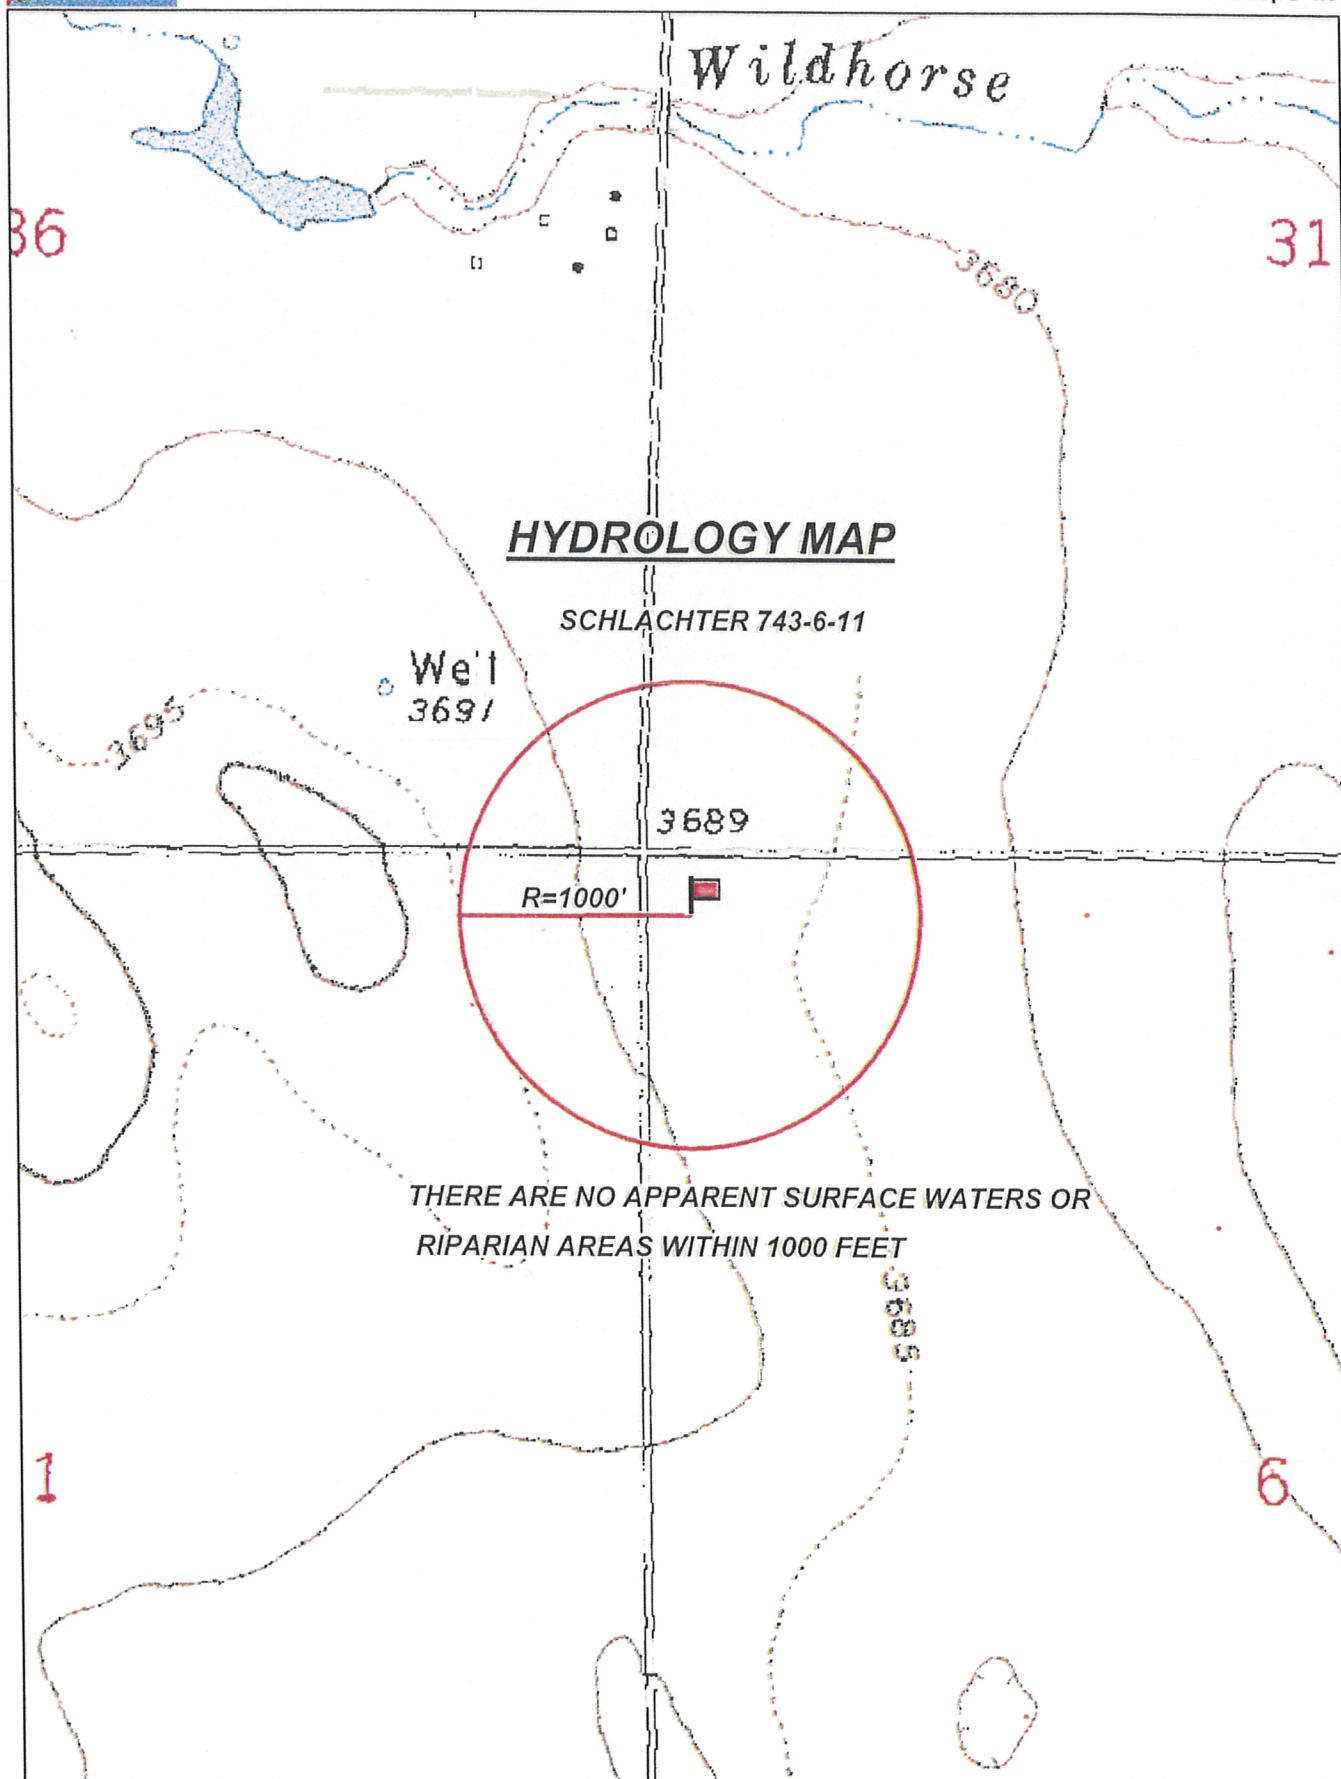 Wildhorse
36
31
3680
HYDROLOGY MAP
SCHLACHTER 743-6-11
We'l
3691
3695
3689
R=1000'
THERE ARE NO APPARENT SURFACE WATERS OR
RIPARIAN AREAS WITHIN 1000 FEET
3685
1
6